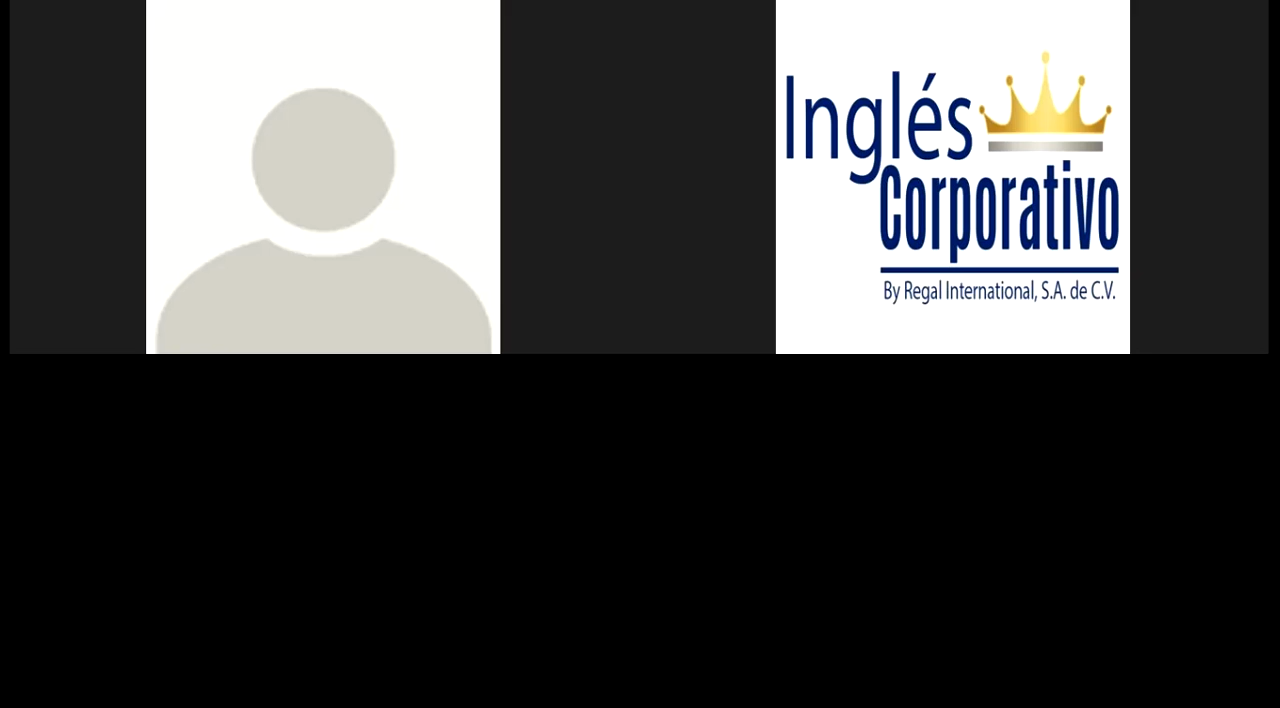 Inglés
Corporativo
By Regal International, S.A. de C.V.